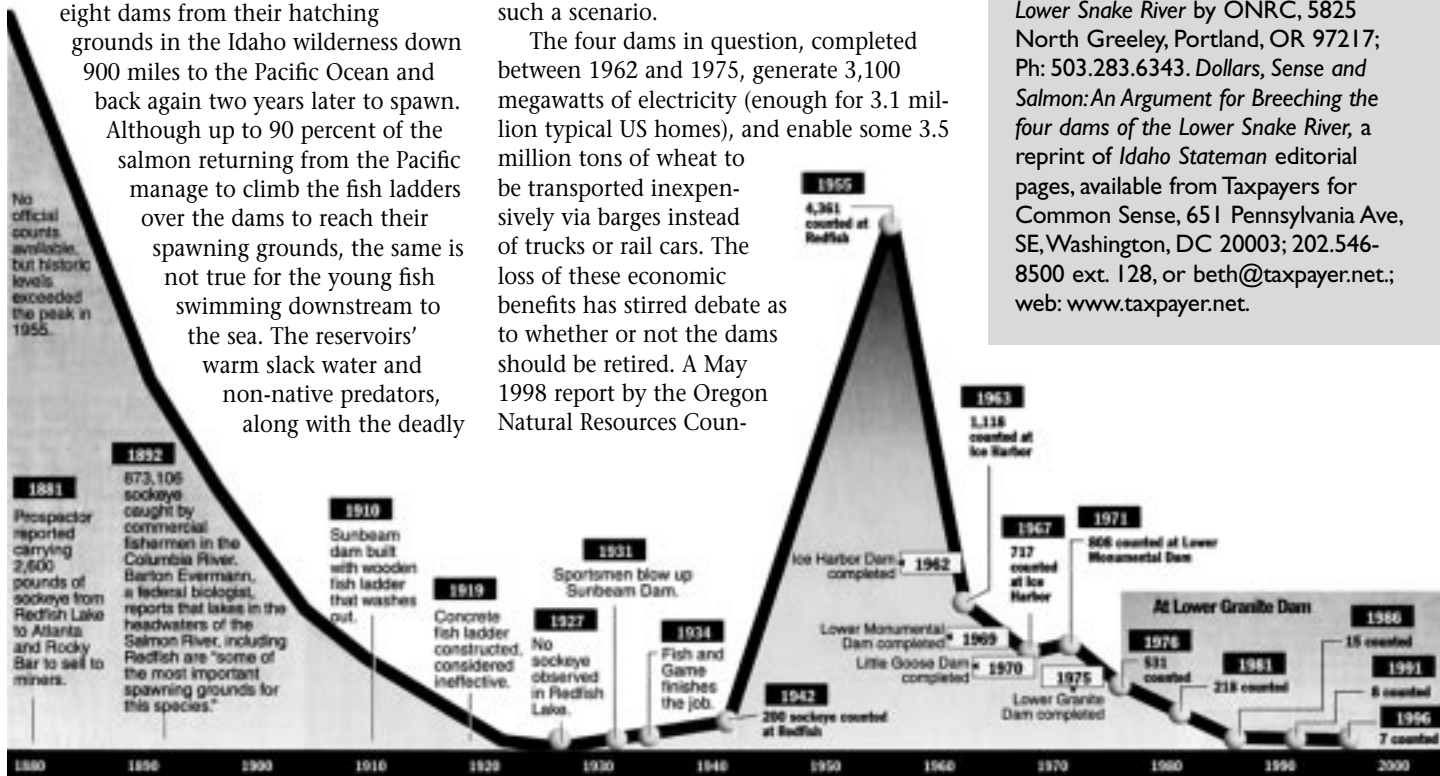 eight dams from their hatching
grounds in the Idaho wilderness down
900 miles to the Pacific Ocean and
back again two years later to spawn.
Although up to 90 percent of the
salmon returning from the Pacific
manage to climb the fish ladders
over the dams to reach their
spawning grounds, the same is
not true for the young fish
swimming downstream to
the sea. The reservoirs’
warm slack water and
non-native predators,
along with the deadly
such a scenario.
The four dams in question, completed
between 1962 and 1975, generate 3,100
megawatts of electricity (enough for 3.1 mil-
lion typical US homes), and enable some 3.5
million tons of wheat to
be transported inexpen-
sively via barges instead
of trucks or rail cars. The
loss of these economic
benefits has stirred debate as
to whether or not the dams
should be retired. A May
1998 report by the Oregon
Natural Resources Coun-
Lower Snake River by ONRC, 5825
North Greeley, Portland, OR 97217;
Ph: 503.283.6343. Dollars, Sense and
Salmon: An Argument for Breeching the
four dams of the Lower Snake River, a
reprint of Idaho Stateman editorial
pages, available from Taxpayers for
Common Sense, 651 Pennsylvania Ave,
SE, Washington, DC 20003; 202.546-
8500 ext. 128, or beth@taxpayer.net.;
web: www.taxpayer.net.
No
official
counts
available,
but historic
levels
exceeded
the peak in
1955.
1881
Prospector
reported
carrying
2,600
pounds of
sockeye from
Redfish Lake
to Atlanta
and Rocky
Bar to sell to
miners.
1892
873,106
sockeye
caught by
commercial
fishermen in the
Columbia River.
Barton Evermann,
a federal biologist,
reports that lakes in the
headwaters of the
Salmon River, including
Redfish are "some of
the most important
spawning grounds for
this species."
1910
Sunbeam
dam built
with wooden
fish ladder
that washes
out.
1919
Concrete
fish ladder
constructed,
considered
ineffective.
1927
No
sockeye
observed
in Redfish
Lake.
1931
Sportsmen blow up
Sunbeam Dam.
1934
Fish and
Game
finishes
the job.
1942
200 sockeye counted
at Redfish
1955
4,361
counted at
Redfish
Ice Harbor Dam
completed
1962
1963
1,118
counted at
Ice Harbor
1967
717
counted
at Ice
Harbor
Lower Monumental
Dam completed
1969
Little Goose Dam
completed
1970
1971
808 counted at Lower
Monumental Dam
1975
Lower Granite
Dam completed
At Lower Granite Dam
1976
531
counted
1981
218 counted
1986
15 counted
1991
8 counted
1996
7 counted
1880 1890 1900 1910 1920 1930 1940 1950 1960 1970 1980 1990 2000